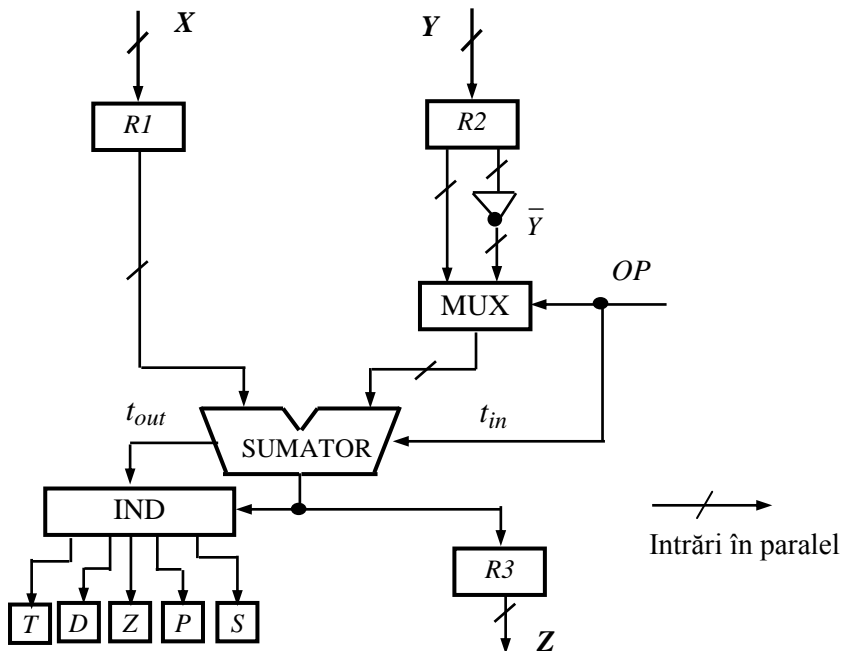 X
Y
R1
R2
Y
OP
MUX
t_out
t_in
SUMATOR
IND
Intrări în paralel
R3
T D Z P S
Z